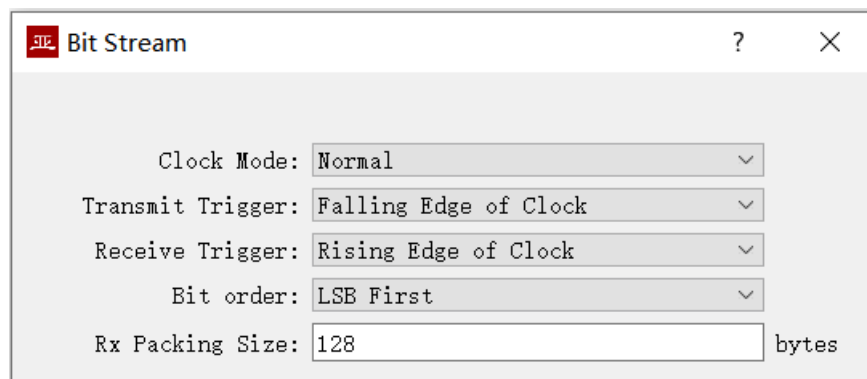 亚 Bit Stream ?
Clock Mode: Normal
Transmit Trigger: Falling Edge of Clock
Receive Trigger: Rising Edge of Clock
Bit order: LSB First
Rx Packing Size: 128 bytes